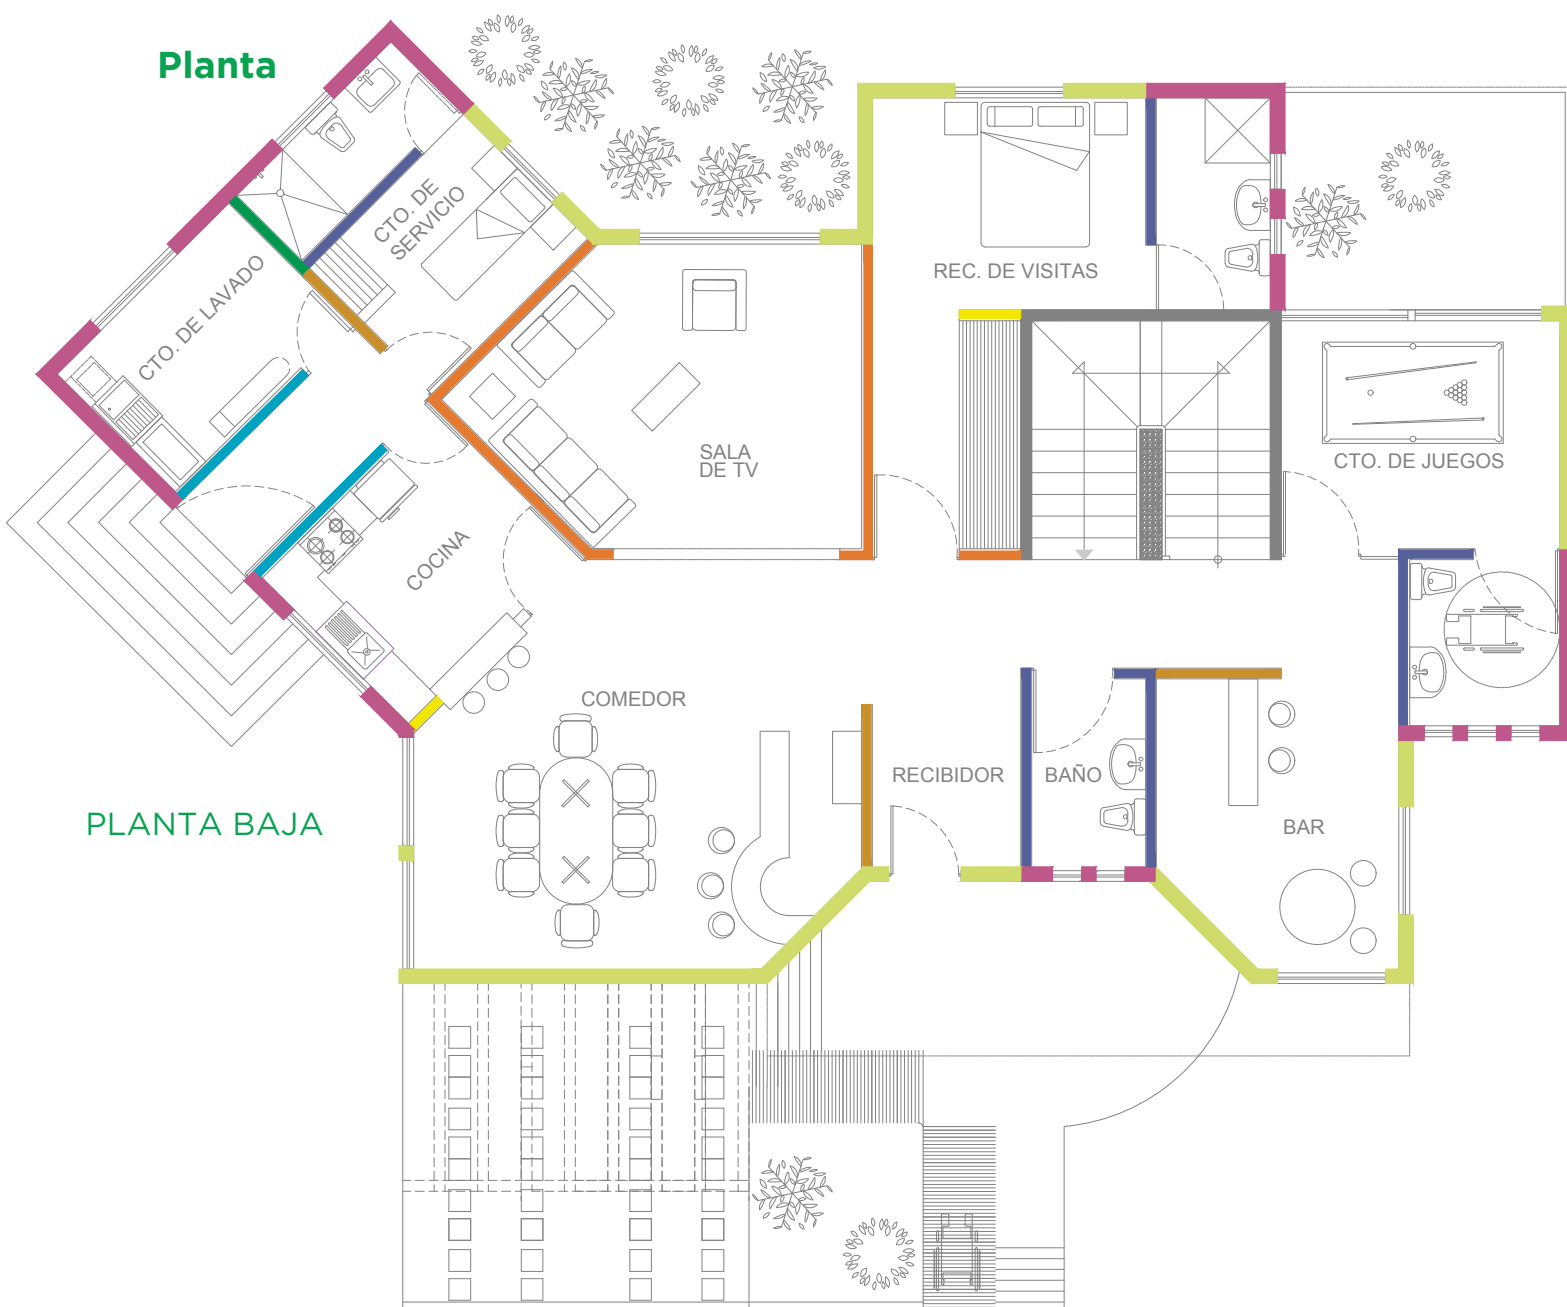 Planta
CTO. DE
SERVICIO
CTO. DE LAVADO
REC. DE VISITAS
SALA
DE TV
CTO. DE JUEGOS
COCINA
COMEDOR
RECIBIDOR
BAÑO
BAR
PLANTA BAJA